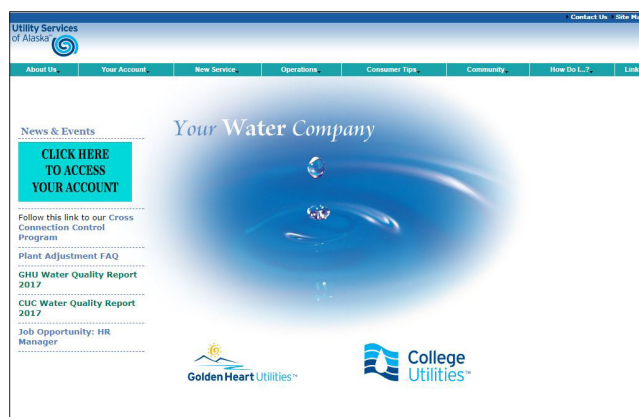 Contact Us Site Ma
Utility Services
of Alaska™
About Us Your Account New Service Operations Consumer Tips Community How Do I...? Link
Your Water Company
News & Events
CLICK HERE
TO ACCESS
YOUR ACCOUNT
Follow this link to our Cross
Connection Control
Program
Plant Adjustment FAQ
GHU Water Quality Report
2017
CUC Water Quality Report
2017
Job Opportunity: HR
Manager
Golden Heart Utilities™
College
Utilities™